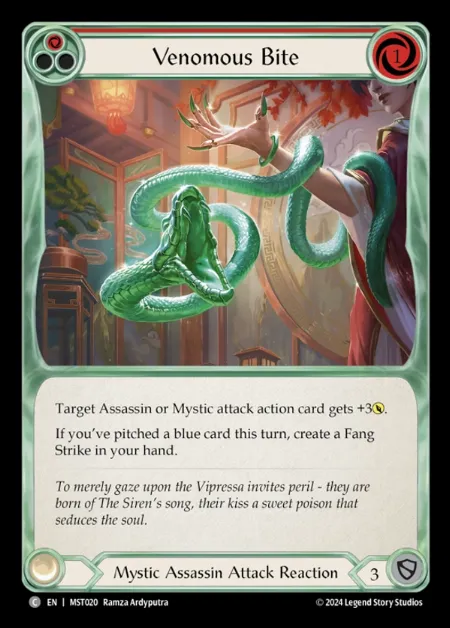 Venomous Bite
1
Target Assassin or Mystic attack action card gets +3.
If you've pitched a blue card this turn, create a Fang
Strike in your hand.
To merely gaze upon the Vipressa invites peril - they are
born of The Siren's song, their kiss a sweet poison that
seduces the soul.
Mystic Assassin Attack Reaction
3
C EN | MST020 Ramza Ardyputra
© 2024 Legend Story Studios